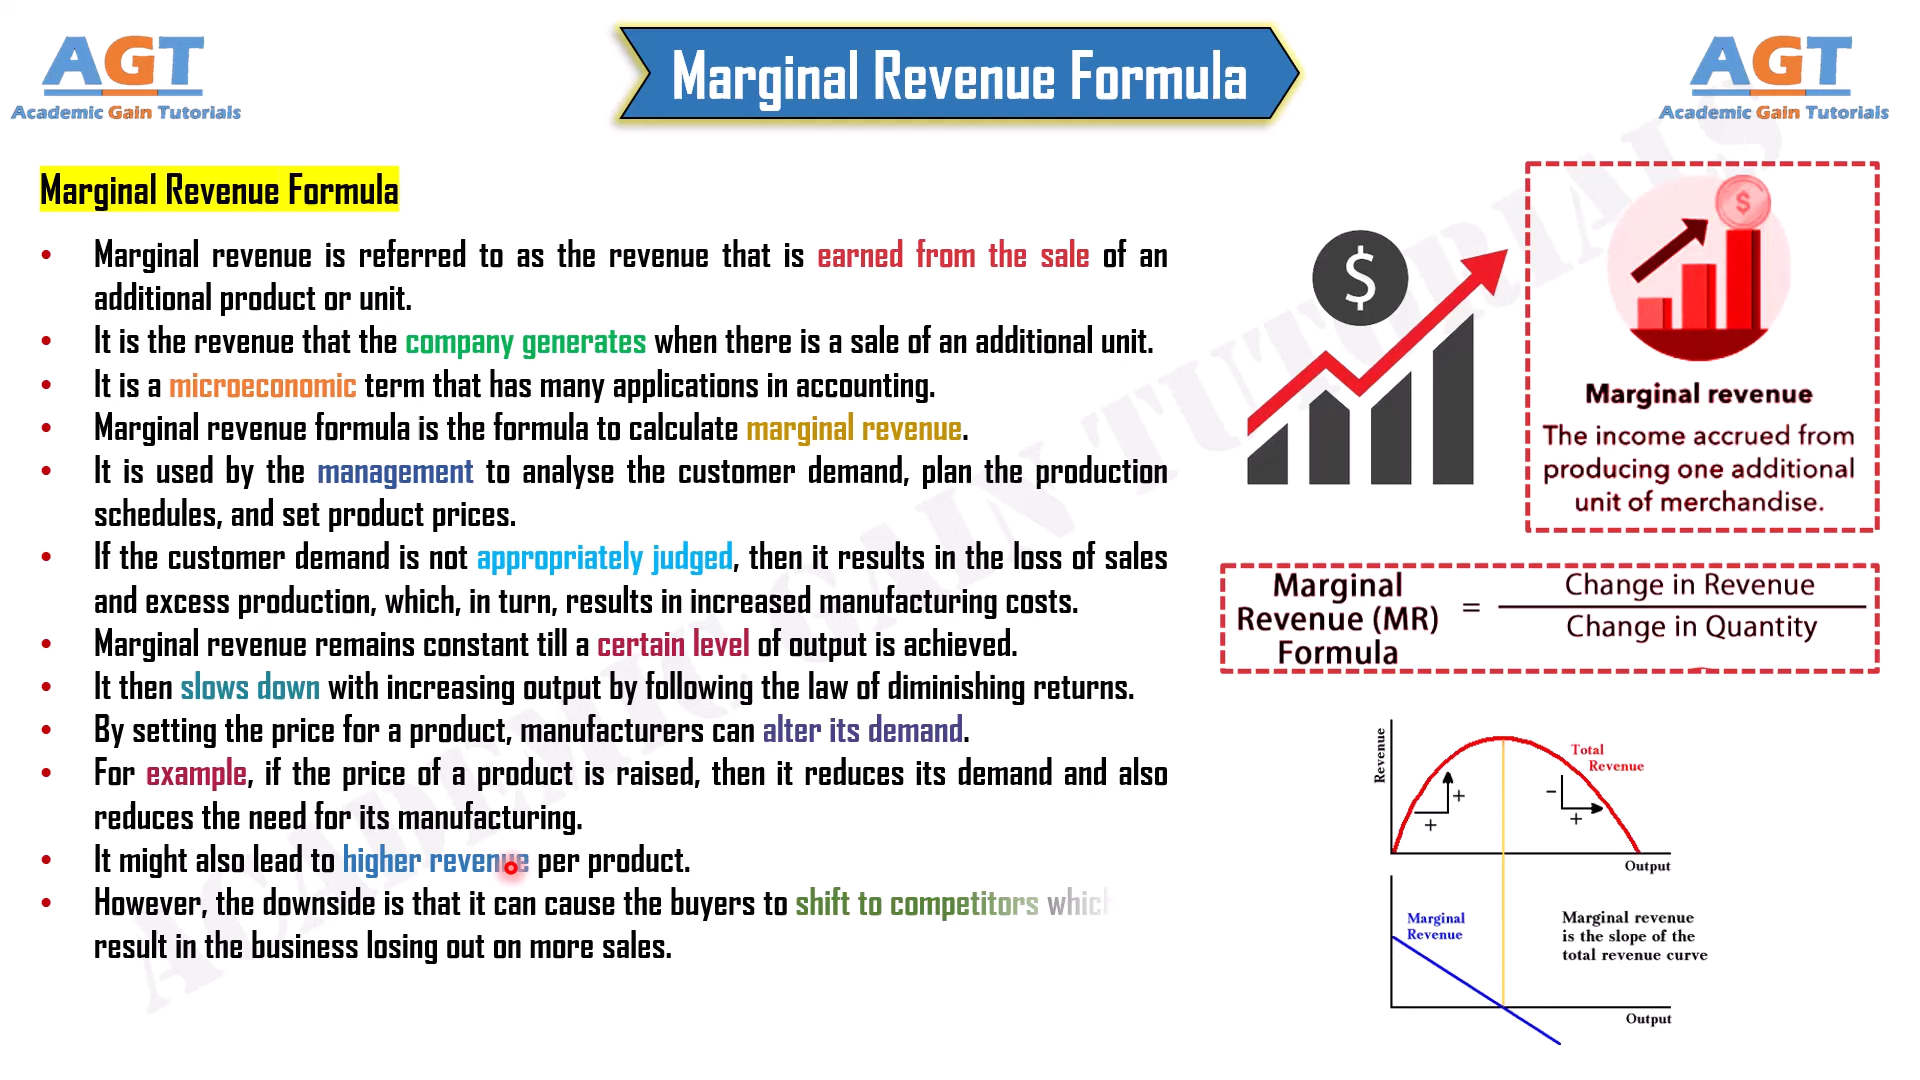 AGT
Academic Gain Tutorials
Marginal Revenue Formula
AGT
Academic Gain Tutorials
Marginal Revenue Formula
• Marginal revenue is referred to as the revenue that is earned from the sale of an
additional product or unit.
• It is the revenue that the company generates when there is a sale of an additional unit.
• It is a microeconomic term that has many applications in accounting.
• Marginal revenue formula is the formula to calculate marginal revenue.
• It is used by the management to analyse the customer demand, plan the production
schedules, and set product prices.
• If the customer demand is not appropriately judged, then it results in the loss of sales
and excess production, which, in turn, results in increased manufacturing costs.
• Marginal revenue remains constant till a certain level of output is achieved.
• It then slows down with increasing output by following the law of diminishing returns.
• By setting the price for a product, manufacturers can alter its demand.
• For example, if the price of a product is raised, then it reduces its demand and also
reduces the need for its manufacturing.
• It might also lead to higher revenue per product.
• However, the downside is that it can cause the buyers to shift to competitors which
result in the business losing out on more sales.
$
$
Marginal revenue
The income accrued from
producing one additional
unit of merchandise.
Marginal
Revenue (MR)
Formula
=
Change in Revenue
Change in Quantity
Revenue
Total
Revenue
+
+
−
+
Output
Marginal
Revenue
Marginal revenue
is the slope of the
total revenue curve
Output
ACADEMIC GAIN TUTORIALS